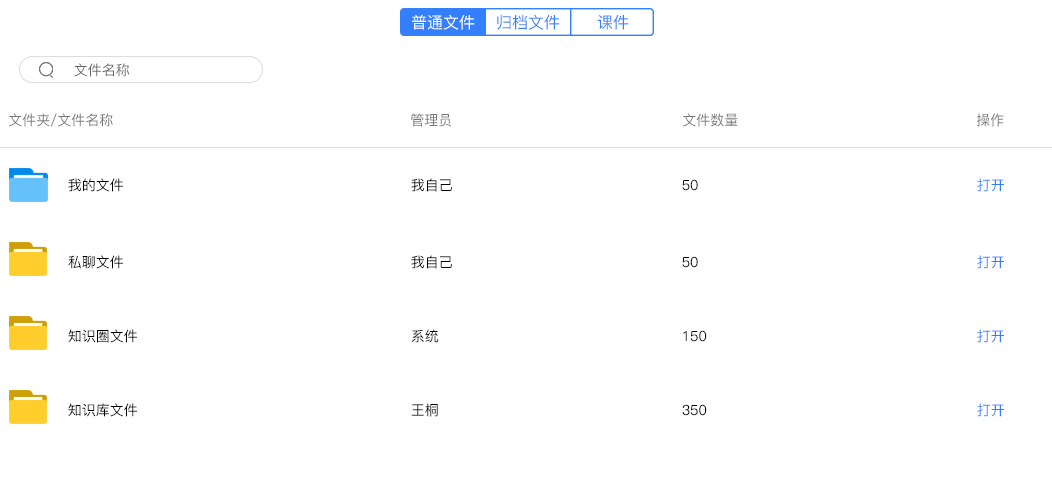 普通文件 归档文件 课件
文件名称
文件夹/文件名称 管理员 文件数量 操作
我的文件 我自己 50 打开
私聊文件 我自己 50 打开
知识圈文件 系统 150 打开
知识库文件 王桐 350 打开